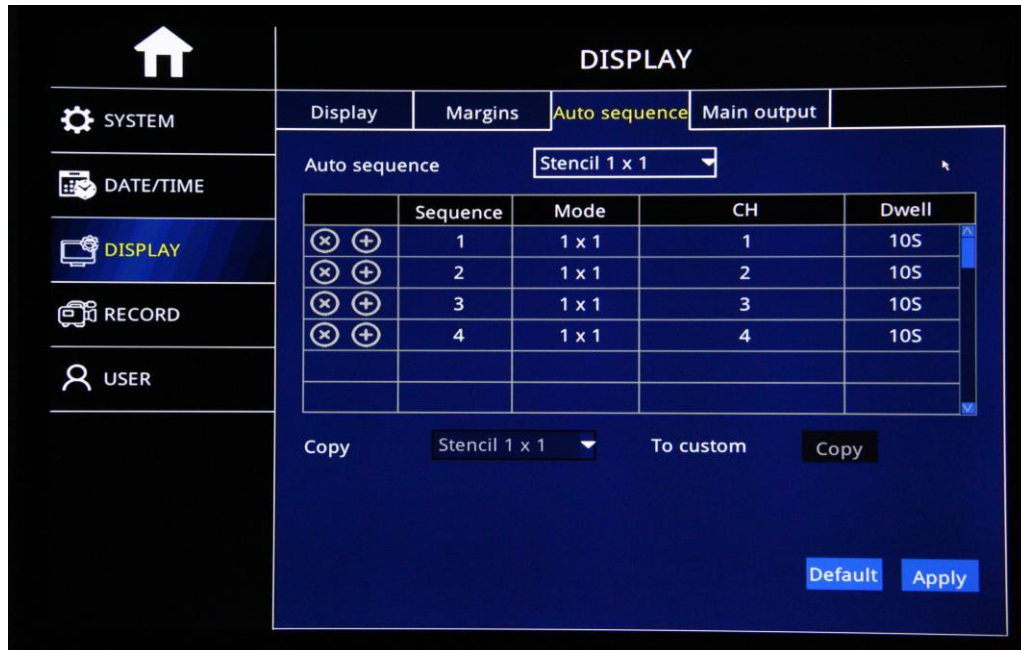 DISPLAY
SYSTEM
DATE/TIME
DISPLAY
RECORD
USER
Display Margins Auto sequence Main output
Auto sequence Stencil 1 x 1
Sequence Mode CH Dwell
1 1 x 1 1 10S
2 1 x 1 2 10S
3 1 x 1 3 10S
4 1 x 1 4 10S
Copy Stencil 1 x 1 To custom Copy
Default Apply